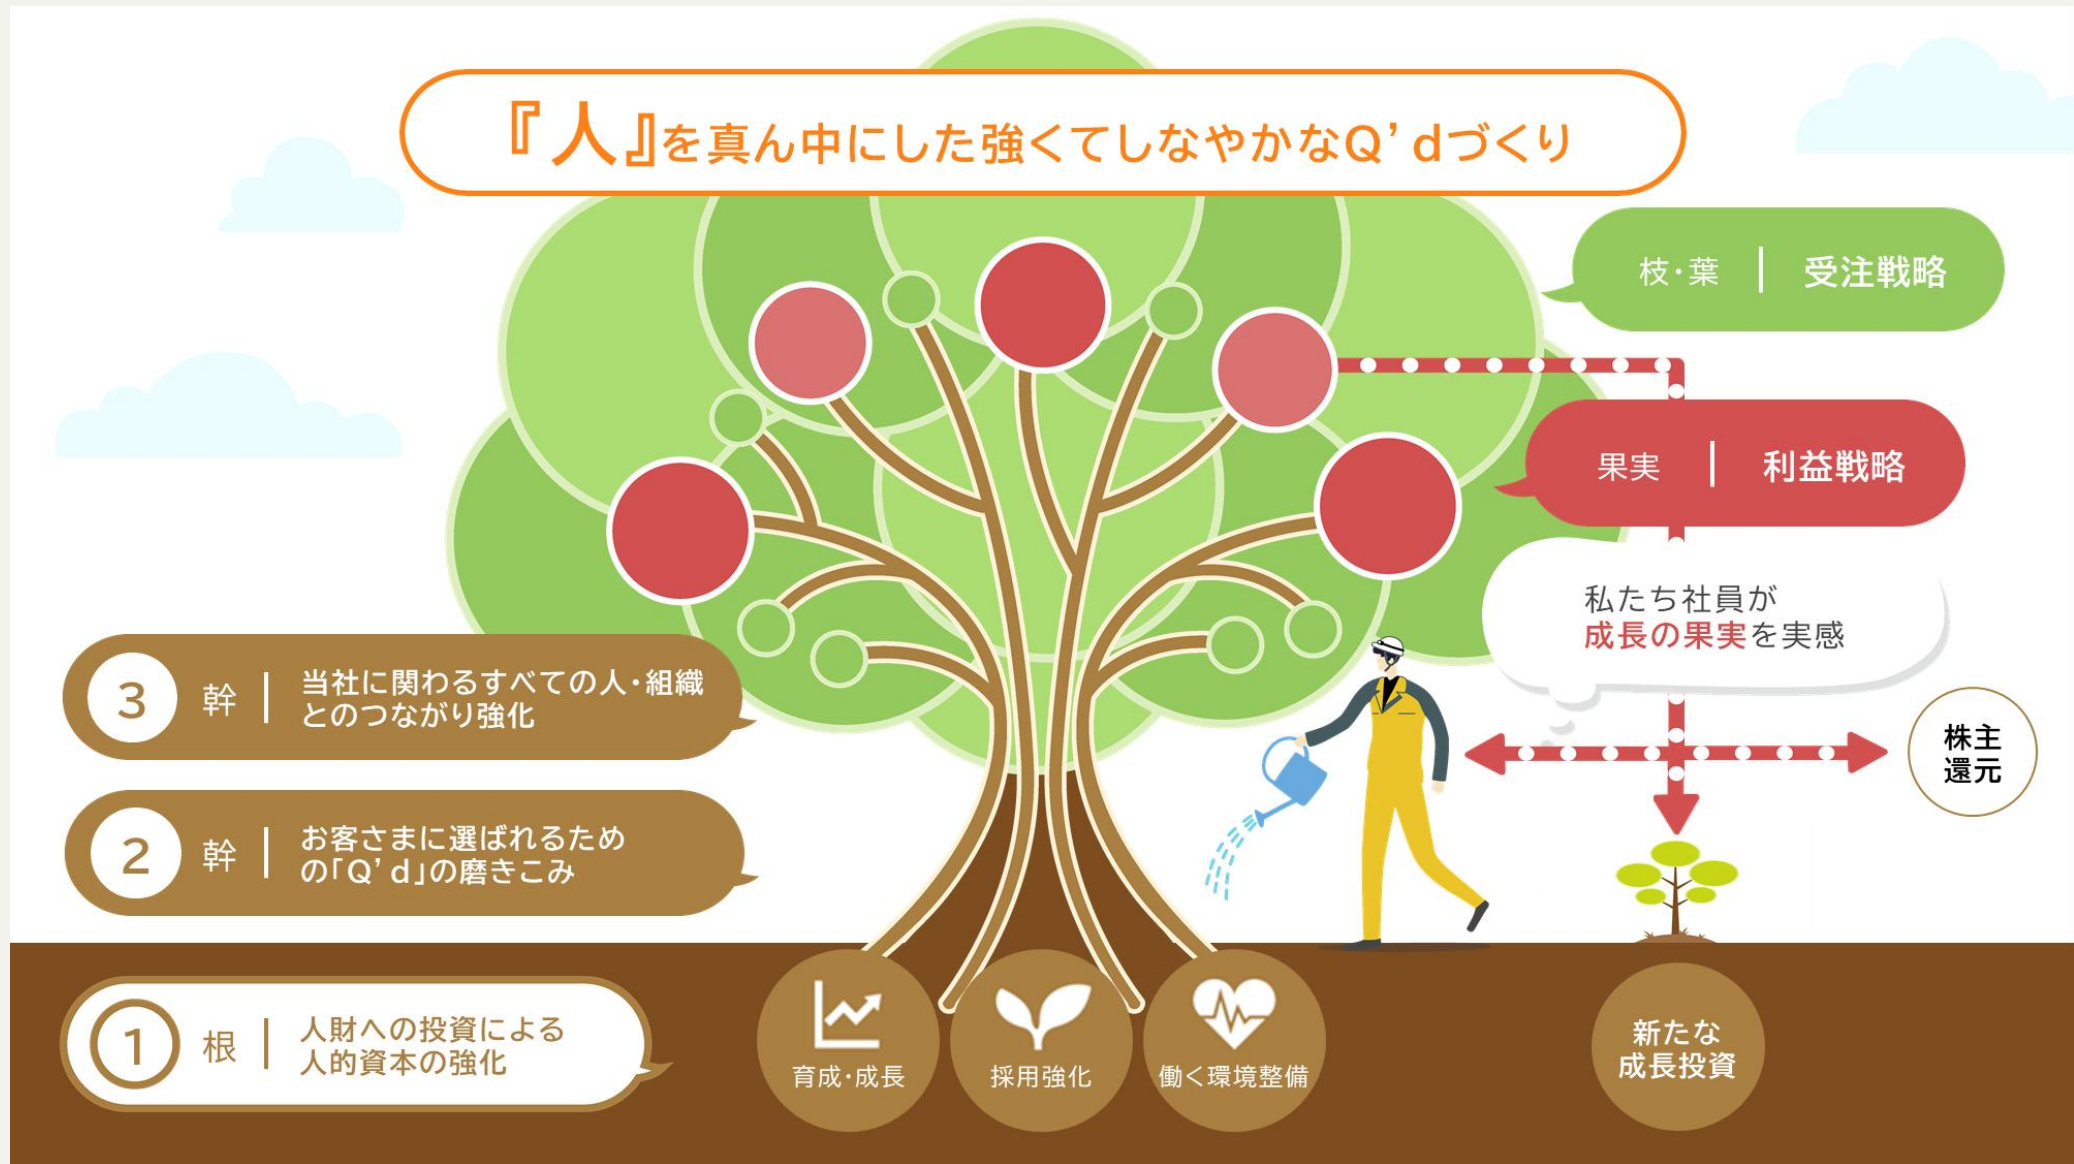 『人』を真ん中にした強くてしなやかなQ’dづくり
枝・葉 受注戦略
果実 利益戦略
私たち社員が
成長の果実を実感
株主
還元
3 幹 当社に関わるすべての人・組織
とのつながり強化
2 幹 お客さまに選ばれるため
の「Q’d」の磨きこみ
1 根 人財への投資による
人的資本の強化
育成・成長
採用強化
働く環境整備
新たな
成長投資